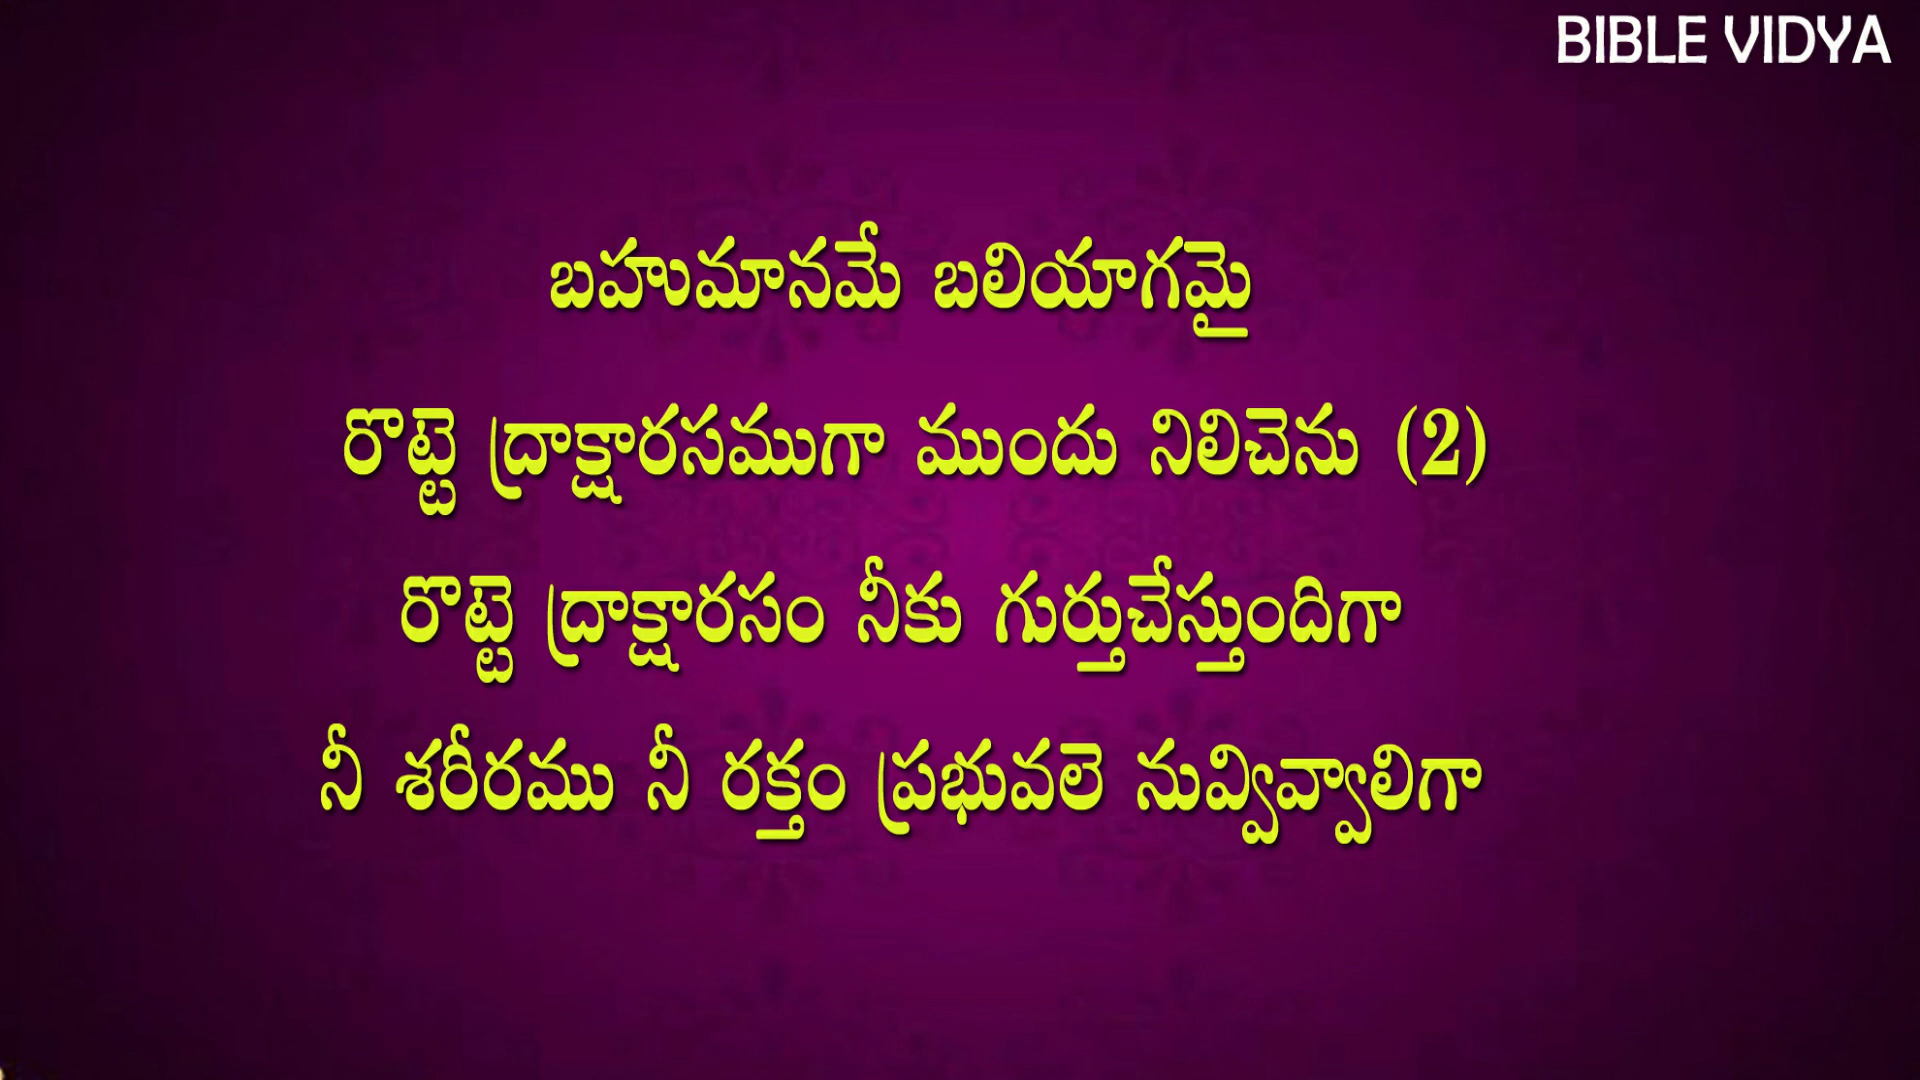 BIBLE VIDYA
బహుమానమే బలియాగమై
రొట్టె ద్రాక్షారసముగా ముందు నిలిచెను (2)
రొట్టె ద్రాక్షారసం నీకు గుర్తుచేస్తుందిగా
నీ శరీరము నీ రక్తం ప్రభువలె నువ్వివ్వాలిగా